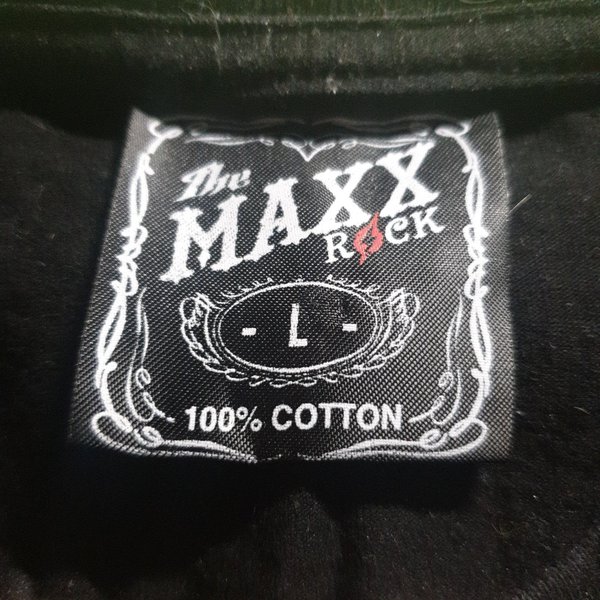 The
MAXX
ROCK
- L -
100% COTTON